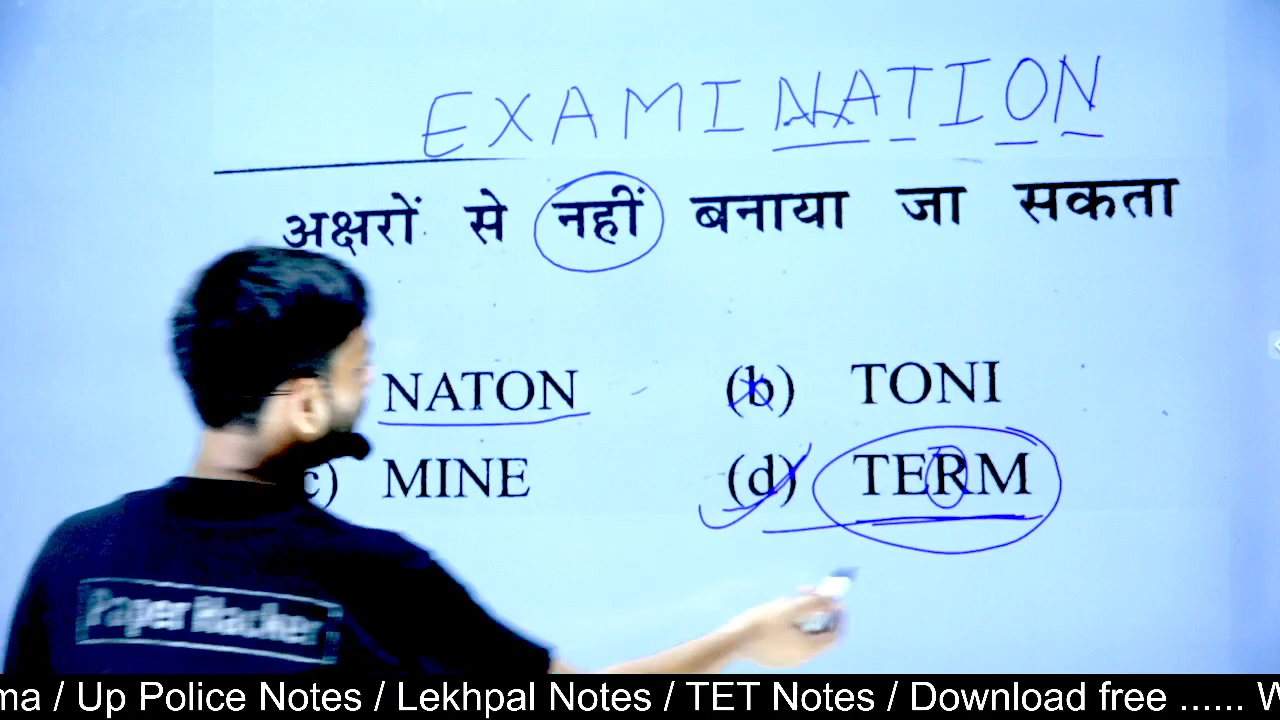 EXAMINATION
अक्षरों से नहीं बनाया जा सकता
NATON (b) TONI
c) MINE (d) TERM
Paper Hacker
ma / Up Police Notes / Lekhpal Notes / TET Notes / Download free ...... W